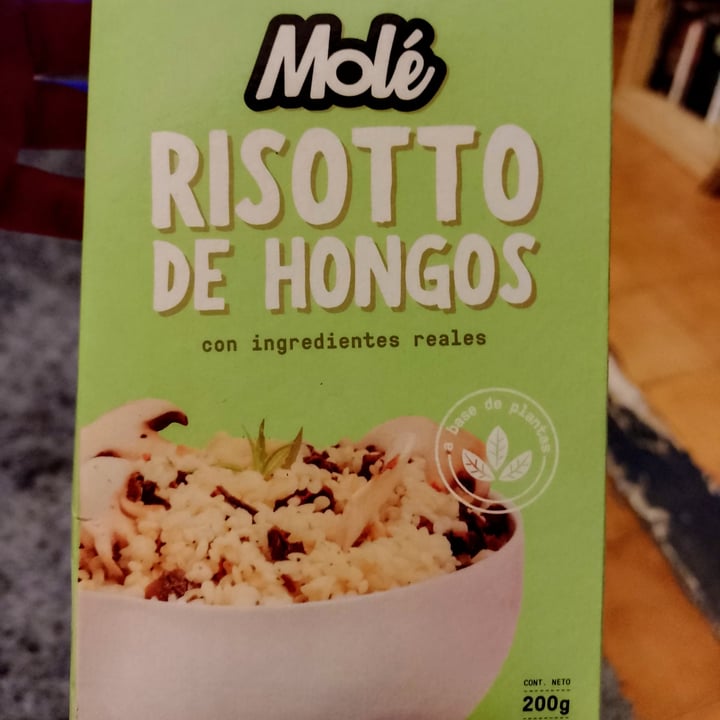 Molé
RISOTTO
DE HONGOS
con ingredientes reales
a base de plantas
CONT. NETO
200g